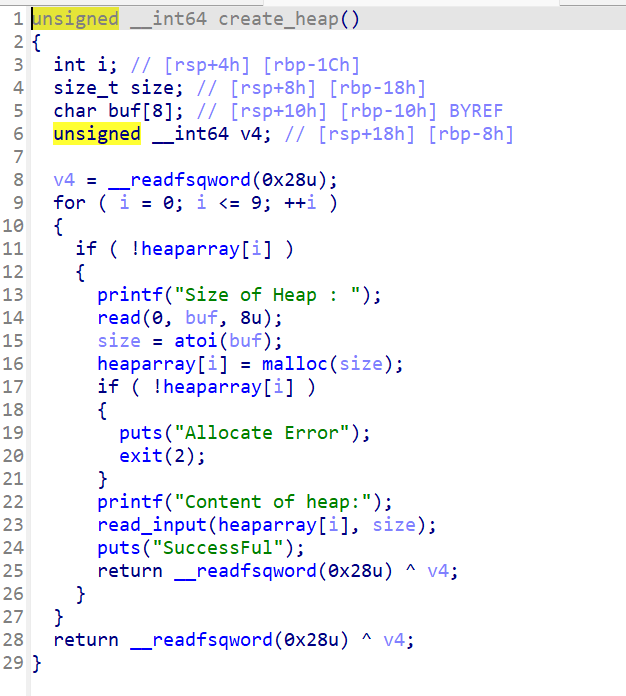 1 unsigned __int64 create_heap()
2 {
3   int i; // [rsp+4h] [rbp-1Ch]
4   size_t size; // [rsp+8h] [rbp-18h]
5   char buf[8]; // [rsp+10h] [rbp-10h] BYREF
6   unsigned __int64 v4; // [rsp+18h] [rbp-8h]
7
8   v4 = __readfsqword(0x28u);
9   for ( i = 0; i <= 9; ++i )
10   {
11     if ( !heaparray[i] )
12     {
13       printf("Size of Heap : ");
14       read(0, buf, 8u);
15       size = atoi(buf);
16       heaparray[i] = malloc(size);
17       if ( !heaparray[i] )
18       {
19         puts("Allocate Error");
20         exit(2);
21       }
22       printf("Content of heap:");
23       read_input(heaparray[i], size);
24       puts("SuccessFul");
25       return __readfsqword(0x28u) ^ v4;
26     }
27   }
28   return __readfsqword(0x28u) ^ v4;
29 }